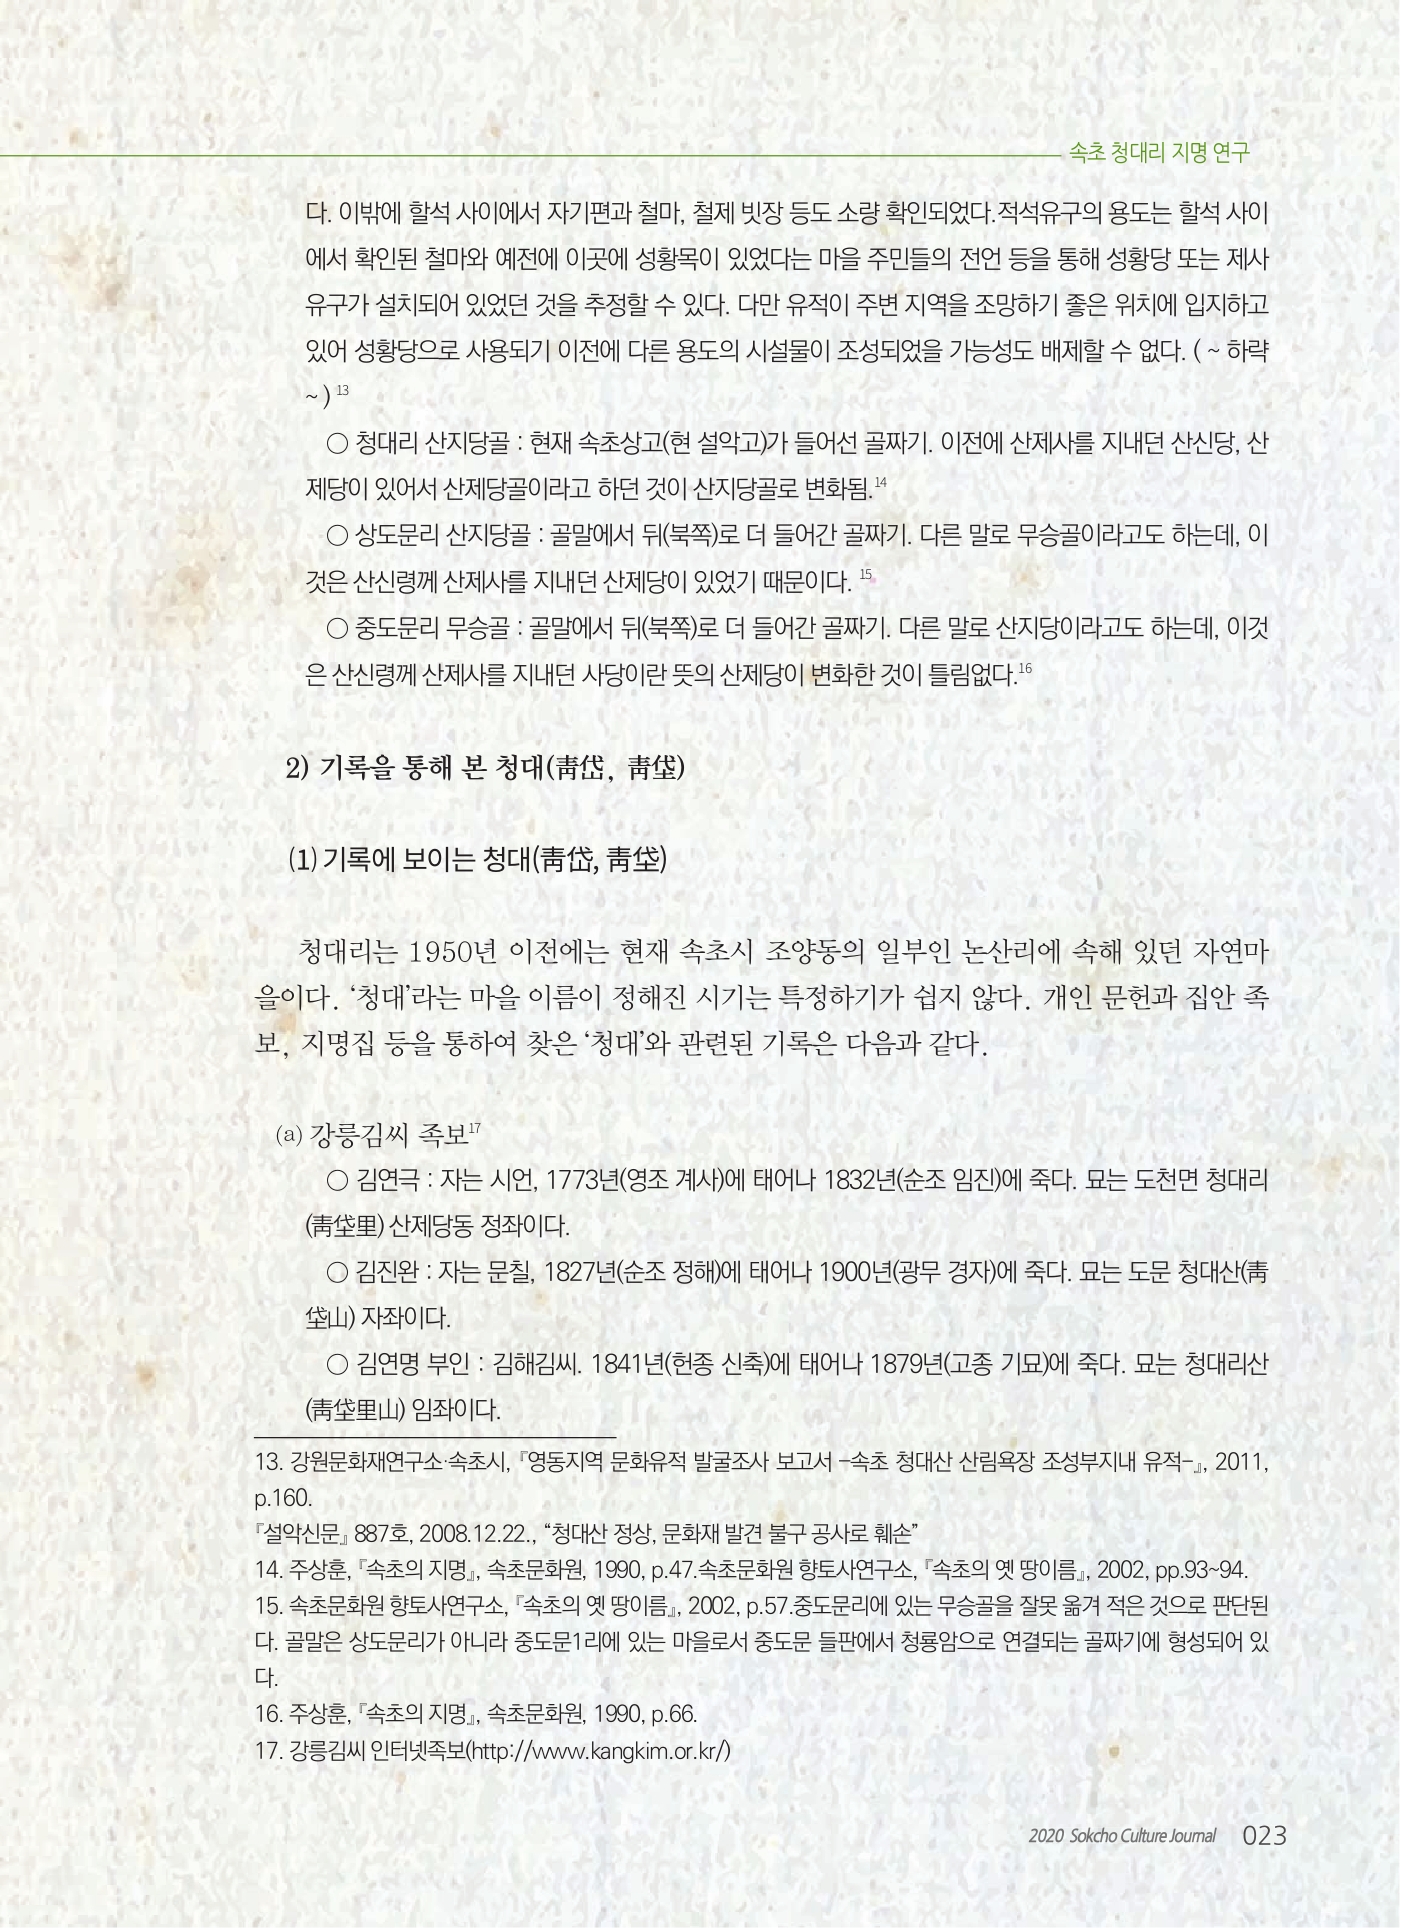 속초 청대리 지명 연구
다. 이밖에 할석 사이에서 자기편과 철마, 철제 빗장 등도 소량 확인되었다.적석유구의 용도는 할석 사이
에서 확인된 철마와 예전에 이곳에 성황목이 있었다는 마을 주민들의 전언 등을 통해 성황당 또는 제사
유구가 설치되어 있었던 것을 추정할 수 있다. 다만 유적이 주변 지역을 조망하기 좋은 위치에 입지하고
있어 성황당으로 사용되기 이전에 다른 용도의 시설물이 조성되었을 가능성도 배제할 수 없다. ( ~ 하략
~ ) 13
○ 청대리 산지당골 : 현재 속초상고(현 설악고)가 들어선 골짜기. 이전에 산제사를 지내던 산신당, 산
제당이 있어서 산제당골이라고 하던 것이 산지당골로 변화됨.14
○ 상도문리 산지당골 : 골말에서 뒤(북쪽)로 더 들어간 골짜기. 다른 말로 무승골이라고도 하는데, 이
것은 산신령께 산제사를 지내던 산제당이 있었기 때문이다. 15
○ 중도문리 무승골 : 골말에서 뒤(북쪽)로 더 들어간 골짜기. 다른 말로 산지당이라고도 하는데, 이것
은 산신령께 산제사를 지내던 사당이란 뜻의 산제당이 변화한 것이 틀림없다.16
2) 기록을 통해 본 청대(靑岱, 靑垈)
(1) 기록에 보이는 청대(靑岱, 靑垈)
청대리는 1950년 이전에는 현재 속초시 조양동의 일부인 논산리에 속해 있던 자연마
을이다. ‘청대’라는 마을 이름이 정해진 시기는 특정하기가 쉽지 않다. 개인 문헌과 집안 족
보, 지명집 등을 통하여 찾은 ‘청대’와 관련된 기록은 다음과 같다.
(a) 강릉김씨 족보17
○ 김연극 : 자는 시언, 1773년(영조 계사)에 태어나 1832년(순조 임진)에 죽다. 묘는 도천면 청대리
(靑垈里) 산제당동 정좌이다.
○ 김진완 : 자는 문칠, 1827년(순조 정해)에 태어나 1900년(광무 경자)에 죽다. 묘는 도문 청대산(靑
垈山) 자좌이다.
○ 김연명 부인 : 김해김씨. 1841년(헌종 신축)에 태어나 1879년(고종 기묘)에 죽다. 묘는 청대리산
(靑垈里山) 임좌이다.
13. 강원문화재연구소·속초시, 『영동지역 문화유적 발굴조사 보고서 -속초 청대산 산림욕장 조성부지내 유적-』, 2011,
p.160.
『설악신문』 887호, 2008.12.22., “청대산 정상, 문화재 발견 불구 공사로 훼손”
14. 주상훈, 『속초의 지명』, 속초문화원, 1990, p.47.속초문화원 향토사연구소, 『속초의 옛 땅이름』, 2002, pp.93~94.
15. 속초문화원 향토사연구소, 『속초의 옛 땅이름』, 2002, p.57.중도문리에 있는 무승골을 잘못 옮겨 적은 것으로 판단된
다. 골말은 상도문리가 아니라 중도문1리에 있는 마을로서 중도문 들판에서 청룡암으로 연결되는 골짜기에 형성되어 있
다.
16. 주상훈, 『속초의 지명』, 속초문화원, 1990, p.66.
17. 강릉김씨 인터넷족보(http://www.kangkim.or.kr/)
2020 Sokcho Culture Journal 023